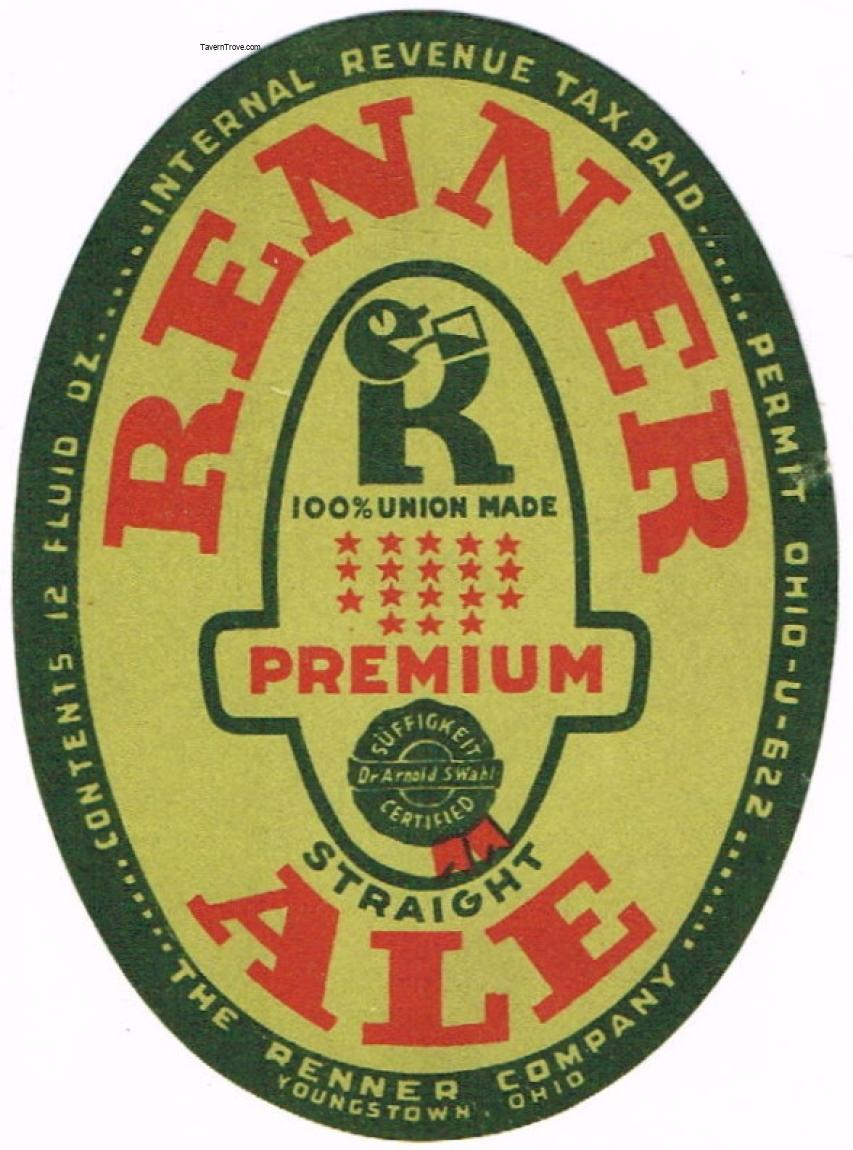 TavernTrove.com
INTERNAL REVENUE TAX PAID
PERMIT OHIO-U-622
CONTENTS 12 FLUID OZ.
RENNER
R
100% UNION MADE
PREMIUM
SÜFFIGKEIT
Dr Arnold S Wahl
CERTIFIED
STRAIGHT
ALE
THE RENNER COMPANY
YOUNGSTOWN, OHIO